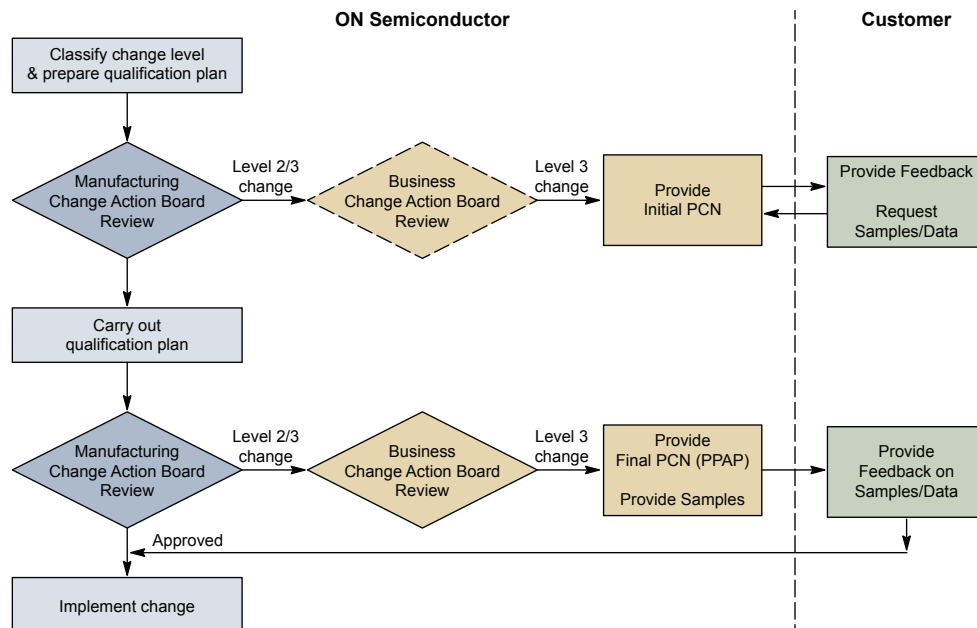 ON Semiconductor
Customer
Classify change level
& prepare qualification plan
Manufacturing
Change Action Board
Review
Level 2/3
change
Business
Change Action Board
Review
Level 3
change
Provide
Initial PCN
Provide Feedback
Request
Samples/Data
Carry out
qualification plan
Manufacturing
Change Action Board
Review
Level 2/3
change
Business
Change Action Board
Review
Level 3
change
Provide
Final PCN (PPAP)
Provide Samples
Provide
Feedback on
Samples/Data
Approved
Implement change